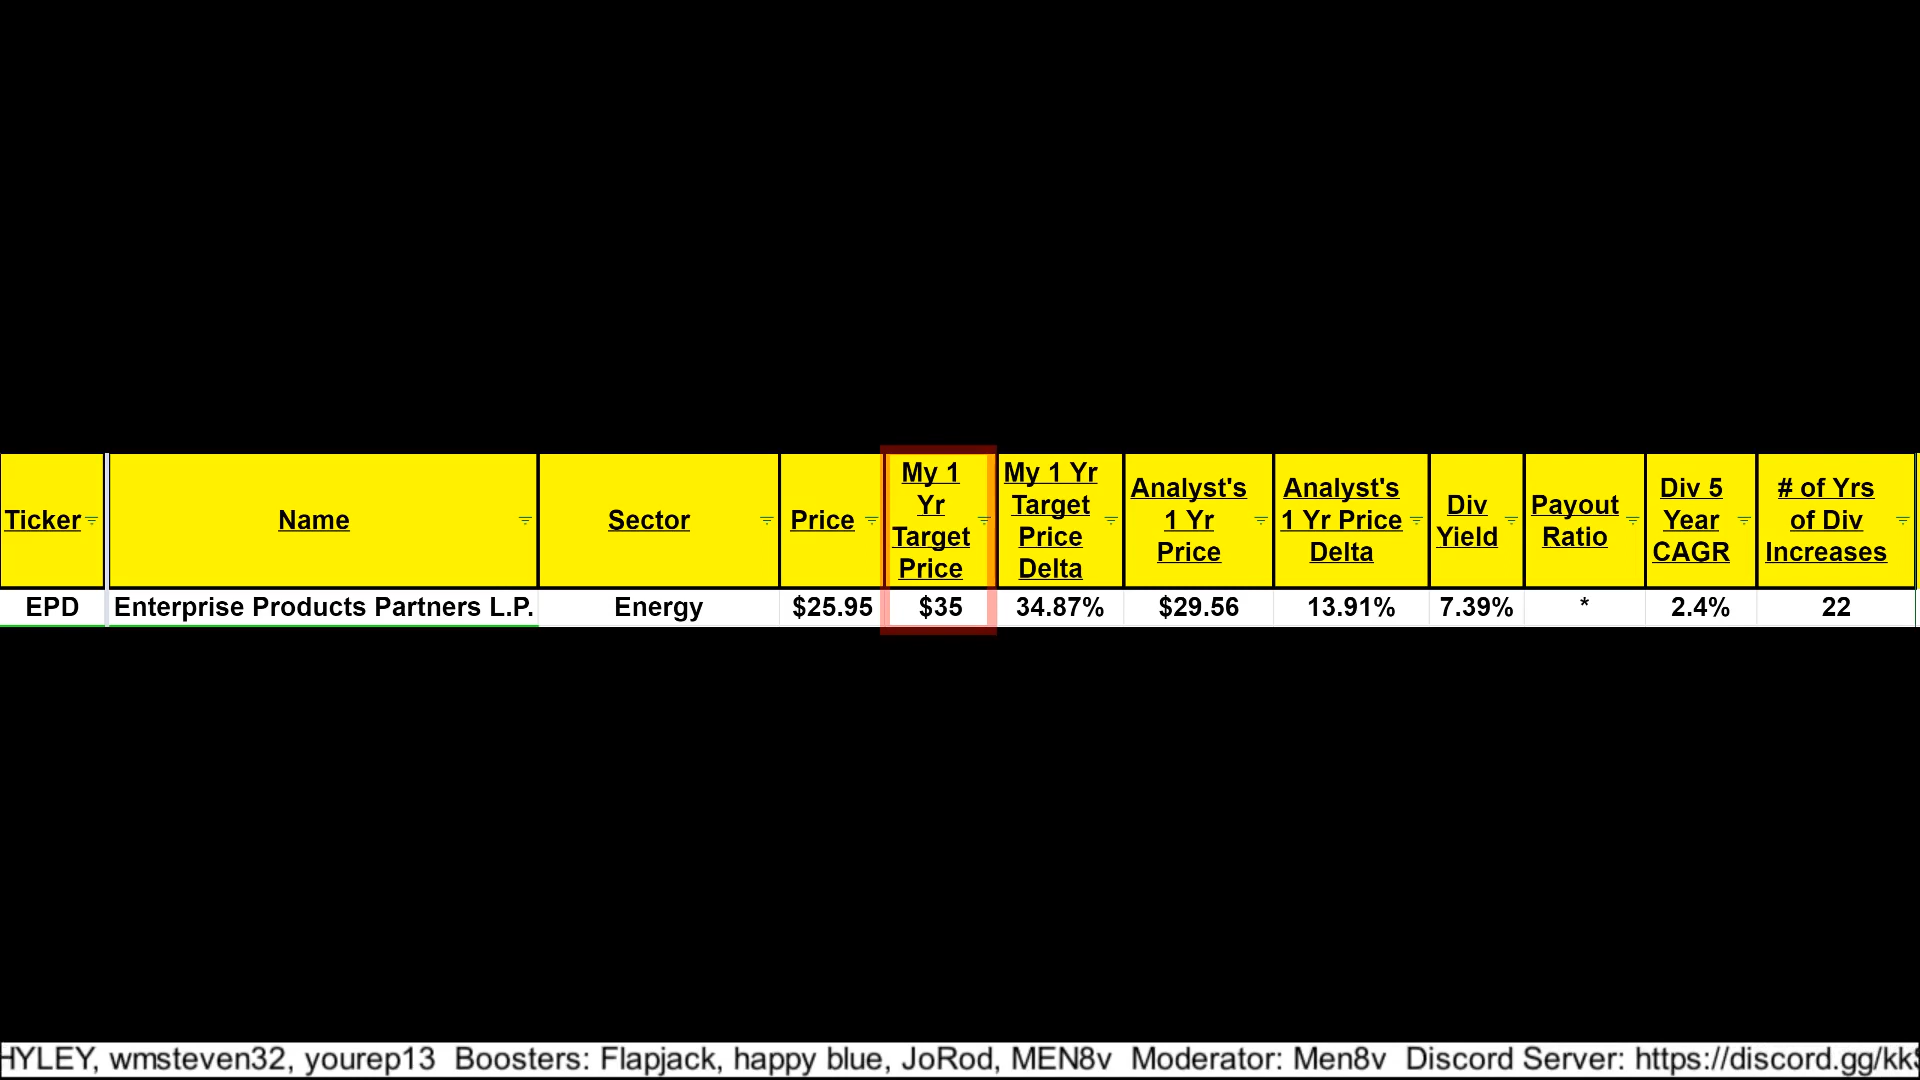 Ticker
Name
Sector
Price
My 1
Yr
Target
Price
My 1 Yr
Target
Price
Delta
Analyst's
1 Yr
Price
Analyst's
1 Yr Price
Delta
Div
Yield
Payout
Ratio
Div 5
Year
CAGR
# of Yrs
of Div
Increases
EPD Enterprise Products Partners L.P. Energy $25.95 $35 34.87% $29.56 13.91% 7.39% * 2.4% 22
wmsteven32, yourep13 Boosters: Flapjack, happy blue, JoRod, MEN8v Moderator: Men8v Discord Server: